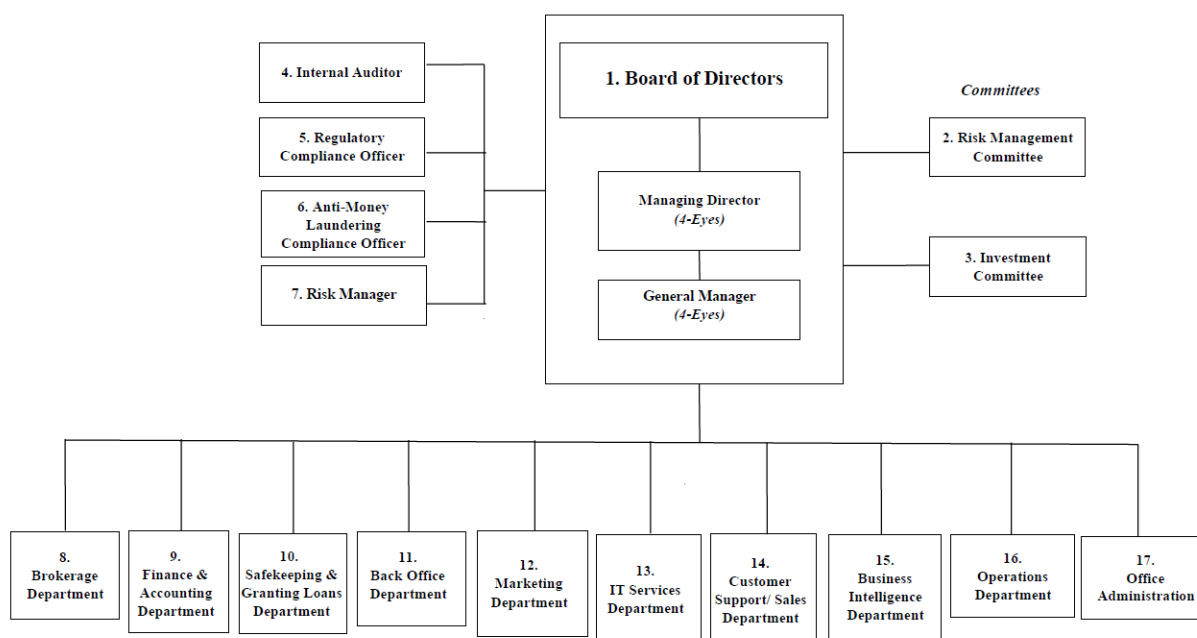 1. Board of Directors
Managing Director
(4-Eyes)
General Manager
(4-Eyes)
4. Internal Auditor
5. Regulatory
Compliance Officer
6. Anti-Money
Laundering
Compliance Officer
7. Risk Manager
Committees
2. Risk Management
Committee
3. Investment
Committee
8.
Brokerage
Department
9.
Finance &
Accounting
Department
10.
Safekeeping &
Granting Loans
Department
11.
Back Office
Department
12.
Marketing
Department
13.
IT Services
Department
14.
Customer
Support/ Sales
Department
15.
Business
Intelligence
Department
16.
Operations
Department
17.
Office
Administration